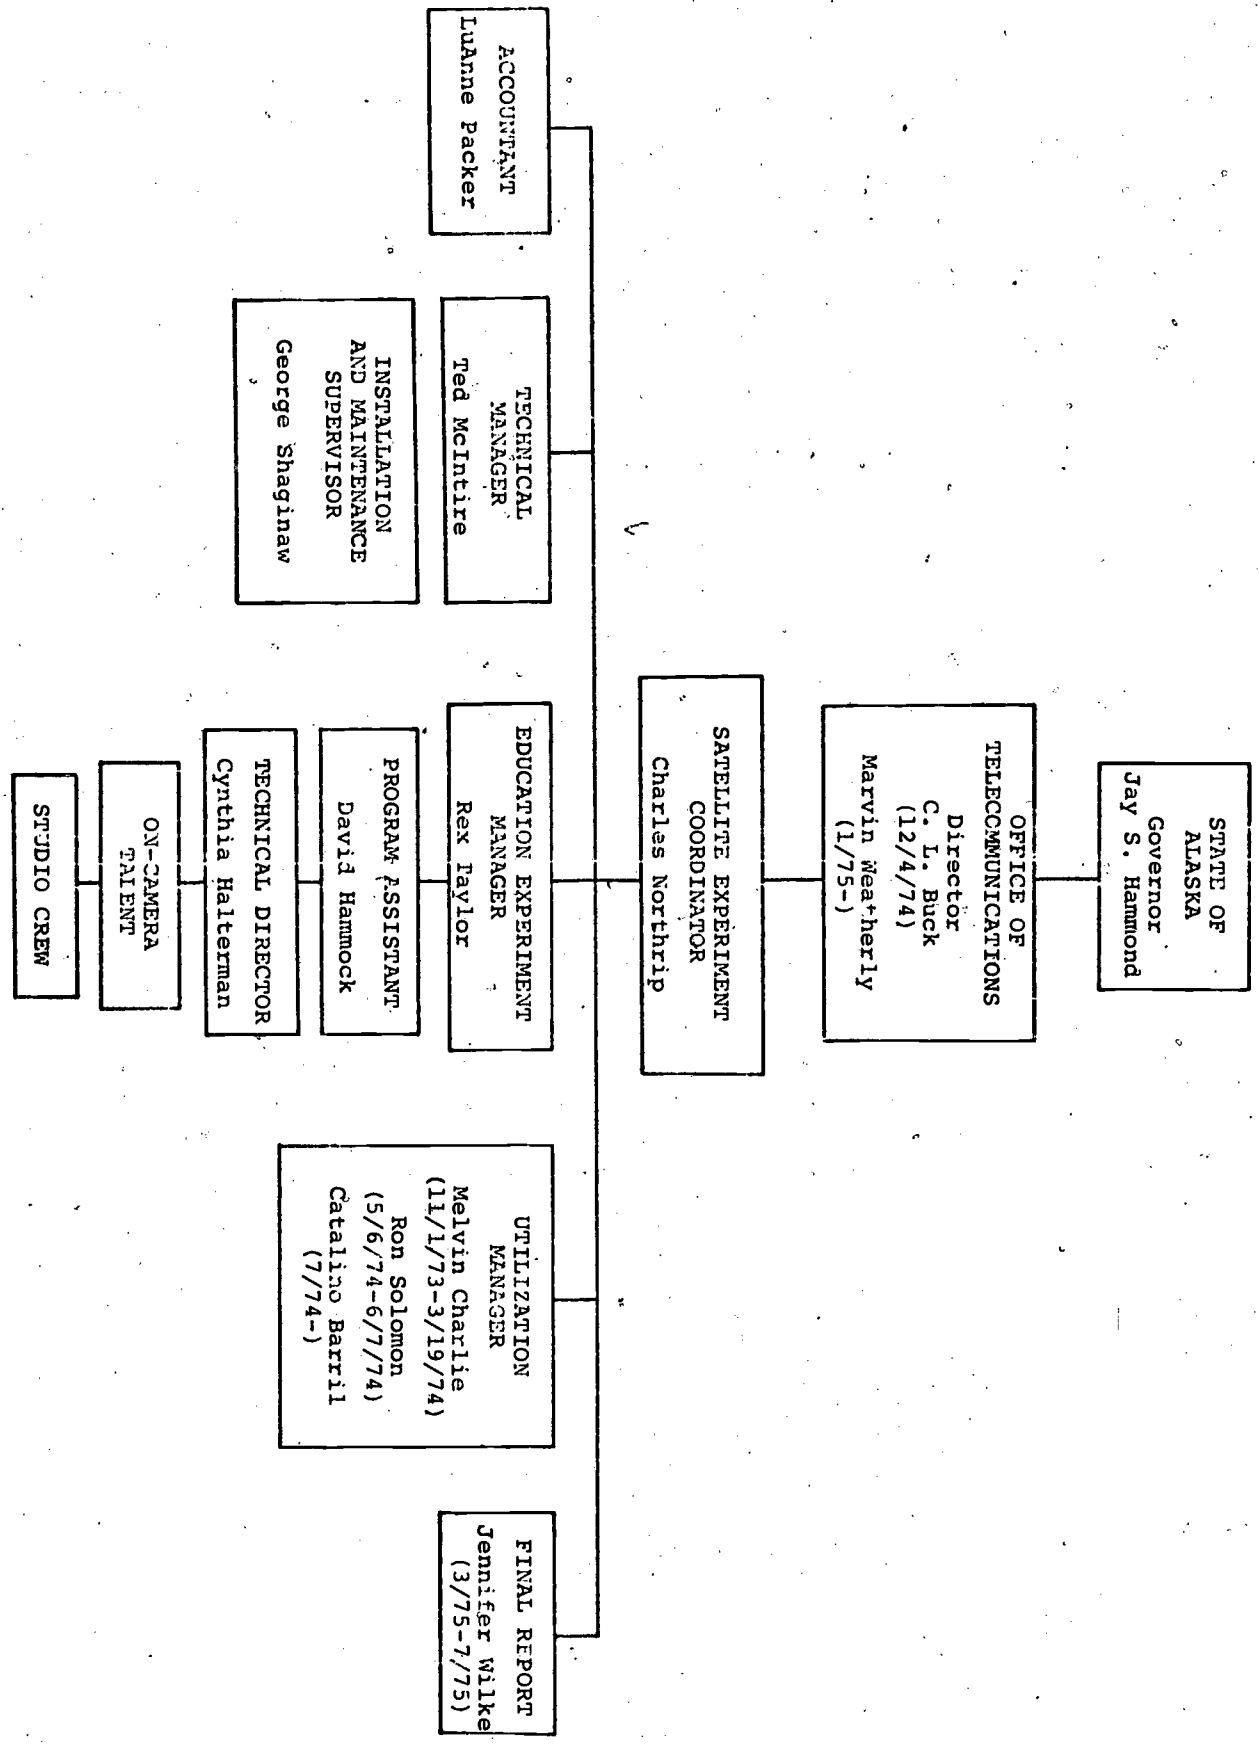 STATE OF
ALASKA
Governor
Jay S. Hammond
OFFICE OF
TELECOMMUNICATIONS
Director
C. L. Buck
(12/4/74)
Marvin Weatherly
(1/75-)
SATELLITE EXPERIMENT
COORDINATOR
Charles Northrip
ACCOUNTANT
LuAnne Packer
TECHNICAL
MANAGER
Ted McIntire
INSTALLATION
AND MAINTENANCE
SUPERVISOR
George Shaginaw
EDUCATION EXPERIMENT
MANAGER
Rex Taylor
PROGRAM ASSISTANT
David Hammock
TECHNICAL DIRECTOR
Cynthia Halterman
ON-CAMERA
TALENT
STUDIO CREW
UTILIZATION
MANAGER
Melvin Charlie
(11/1/73-3/19/74)
Ron Solomon
(5/6/74-6/7/74)
Catalino Barril
(7/74-)
FINAL REPORT
Jennifer Wilke
(3/75-7/75)